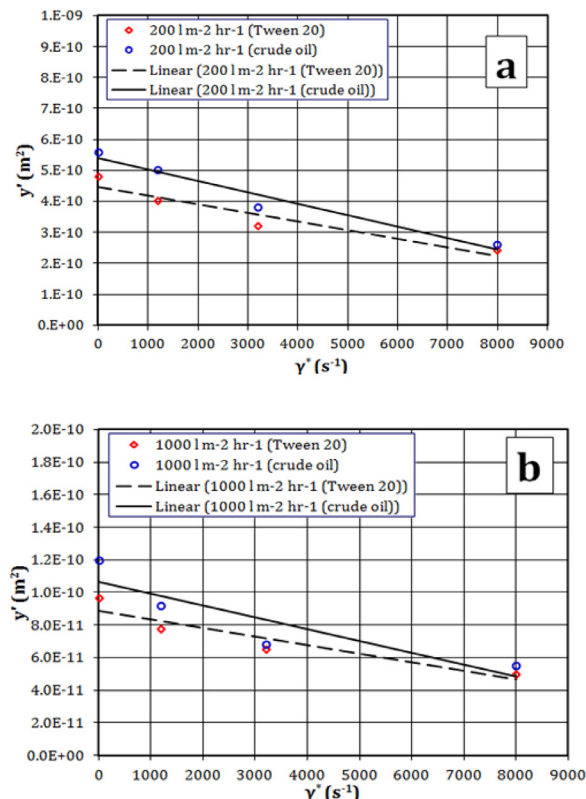 1.E-09
9.E-10
8.E-10
7.E-10
6.E-10
5.E-10
4.E-10
3.E-10
2.E-10
1.E-10
0.E+00
y' (m²)
200 l m-2 hr-1 (Tween 20)
200 l m-2 hr-1 (crude oil)
Linear (200 l m-2 hr-1 (Tween 20))
Linear (200 l m-2 hr-1 (crude oil))
a
0 1000 2000 3000 4000 5000 6000 7000 8000 9000
γ* (s⁻¹)
2.0E-10
1.8E-10
1.6E-10
1.4E-10
1.2E-10
1.0E-10
8.0E-11
6.0E-11
4.0E-11
2.0E-11
0.0E+00
y' (m²)
1000 l m-2 hr-1 (Tween 20)
1000 l m-2 hr-1 (crude oil)
Linear (1000 l m-2 hr-1 (Tween 20))
Linear (1000 l m-2 hr-1 (crude oil))
b
0 1000 2000 3000 4000 5000 6000 7000 8000 9000
γ* (s⁻¹)